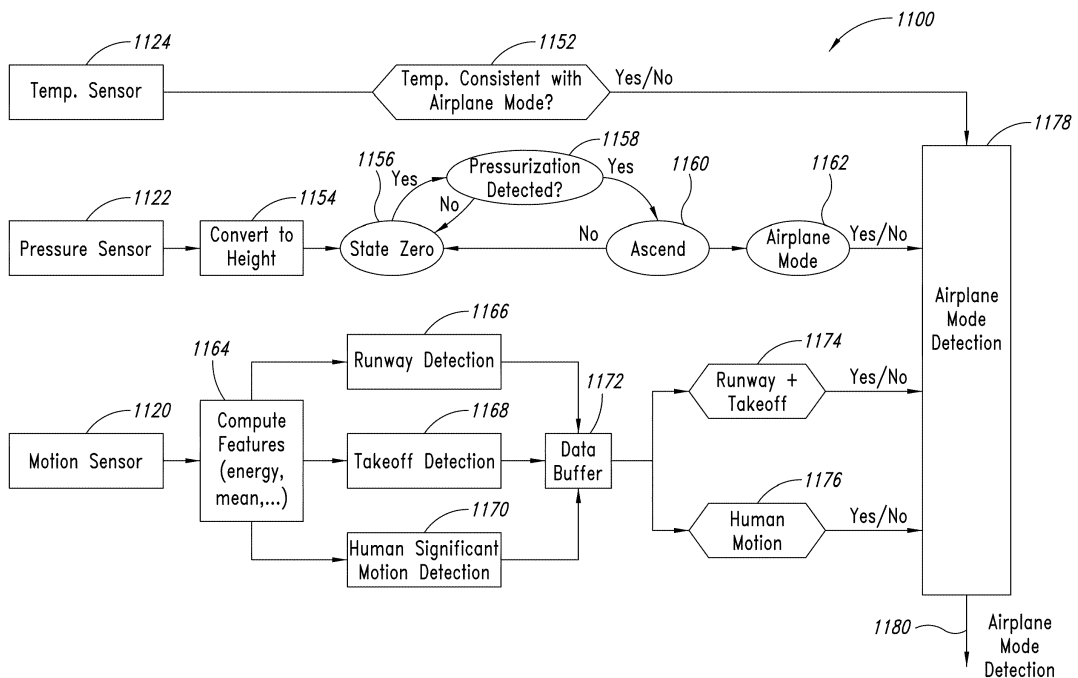 1100
1124
1152
Temp. Sensor
Temp. Consistent with
Airplane Mode?
Yes/No
1178
1158
1156
Yes
Pressurization
Detected?
Yes
1160
1162
No
1122
1154
Pressure Sensor
Convert to
Height
State Zero
No
Ascend
Airplane
Mode
Yes/No
Airplane
Mode
Detection
1166
1164
Runway Detection
1172
1174
Runway +
Takeoff
Yes/No
1120
1168
Motion Sensor
Compute
Features
(energy,
mean,...)
Takeoff Detection
Data
Buffer
1170
1176
Human Significant
Motion Detection
Human
Motion
Yes/No
1180
Airplane
Mode
Detection